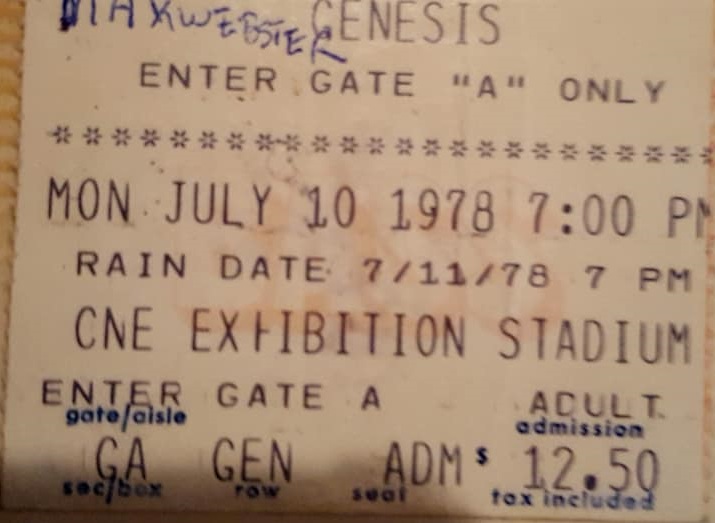 MAXWEBSTER GENESIS
ENTER GATE "A" ONLY
************************
MON JULY 10 1978 7:00 PM
RAIN DATE 7/11/78 7 PM
CNE EXHIBITION STADIUM
ENTER GATE A ADULT
gate/aisle admission
GA GEN ADM $ 12.50
sec/box row seat tax included